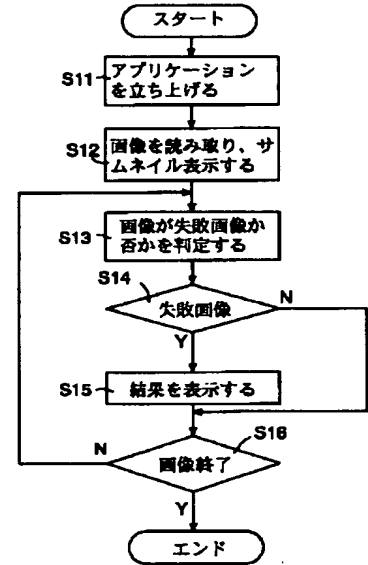 スタート
S11
アプリケーション
を立ち上げる
S12
画像を読み取り、サ
ムネイル表示する
S13
画像が失敗画像か
否かを判定する
S14
失敗画像
N
Y
S15
結果を表示する
S16
画像終了
N
Y
エンド